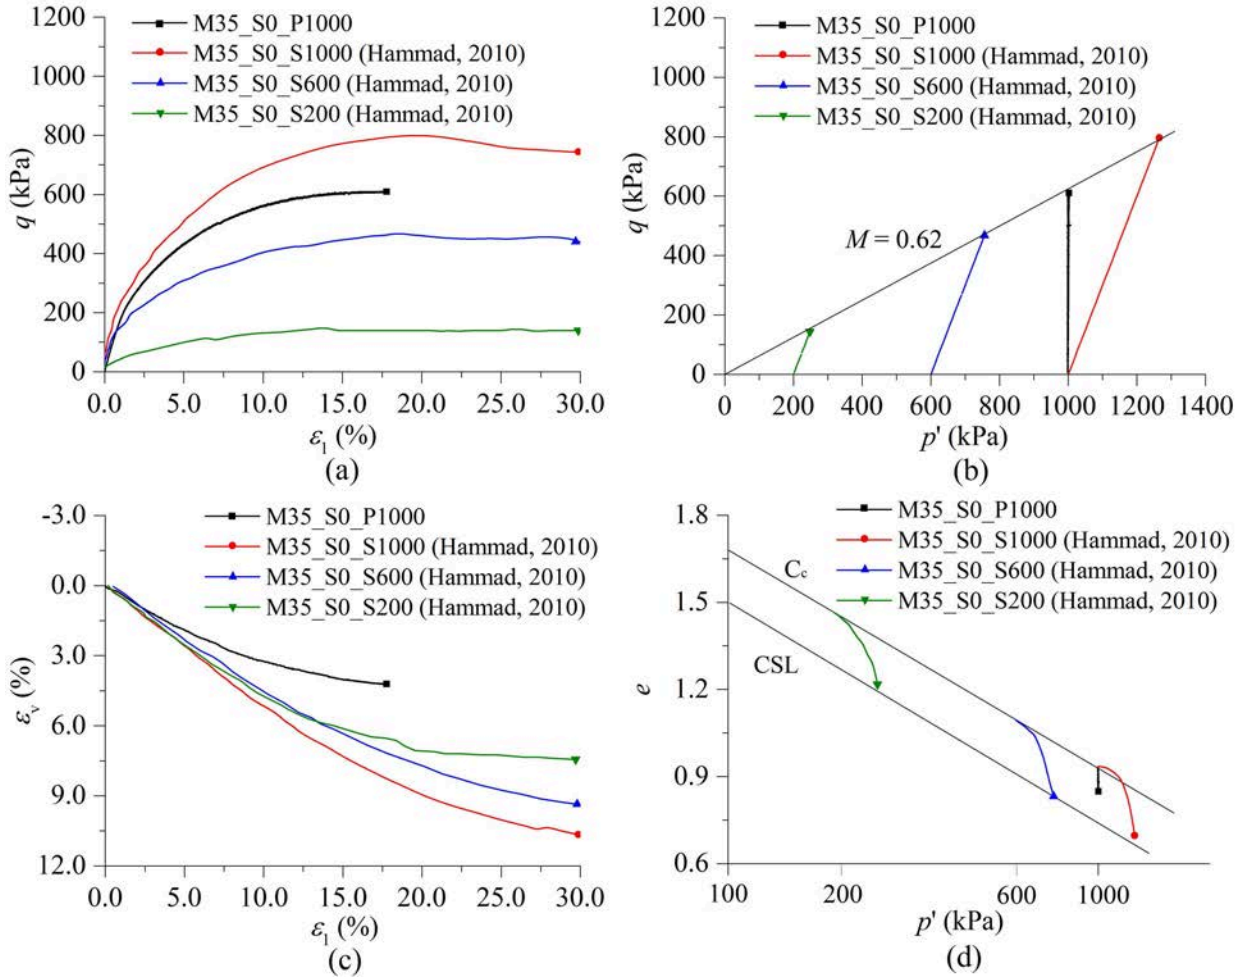 (a)
1200
1000
800
600
400
200
0
q (kPa)
M35_S0_P1000
M35_S0_S1000 (Hammad, 2010)
M35_S0_S600 (Hammad, 2010)
M35_S0_S200 (Hammad, 2010)
0.0 5.0 10.0 15.0 20.0 25.0 30.0
ε₁ (%)
(a)
(b)
1200
1000
800
600
400
200
0
q (kPa)
M35_S0_P1000
M35_S0_S1000 (Hammad, 2010)
M35_S0_S600 (Hammad, 2010)
M35_S0_S200 (Hammad, 2010)
M = 0.62
0 200 400 600 800 1000 1200 1400
p' (kPa)
(b)
(c)
-3.0
0.0
3.0
6.0
9.0
12.0
εᵥ (%)
M35_S0_P1000
M35_S0_S1000 (Hammad, 2010)
M35_S0_S600 (Hammad, 2010)
M35_S0_S200 (Hammad, 2010)
0.0 5.0 10.0 15.0 20.0 25.0 30.0
ε₁ (%)
(c)
(d)
1.8
1.5
1.2
0.9
0.6
e
M35_S0_P1000
M35_S0_S1000 (Hammad, 2010)
M35_S0_S600 (Hammad, 2010)
M35_S0_S200 (Hammad, 2010)
Cc
CSL
100 200 600 1000
p' (kPa)
(d)